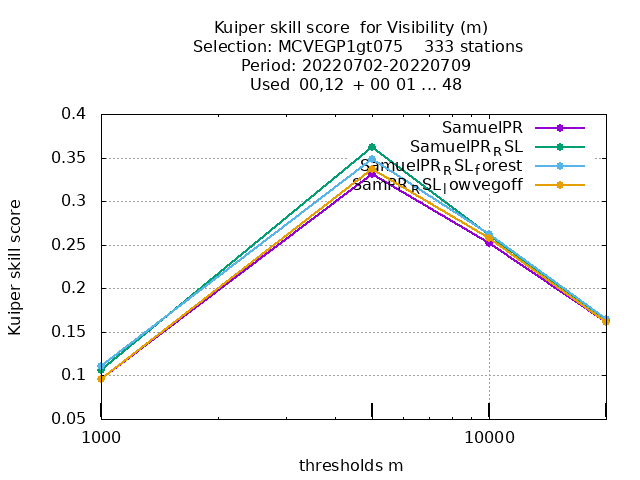 Kuiper skill score  for Visibility (m)
Selection: MCVEGP1gt075    333 stations
Period: 20220702-20220709
Used  00,12  + 00 01 ... 48
0.4
0.35
0.3
0.25
0.2
0.15
0.1
0.05
Kuiper skill score
SamuelPR
SamuelPR_RSL
SamuelPR_RSL_forest
SamPR_RSL_lowvegoff
1000
10000
thresholds m